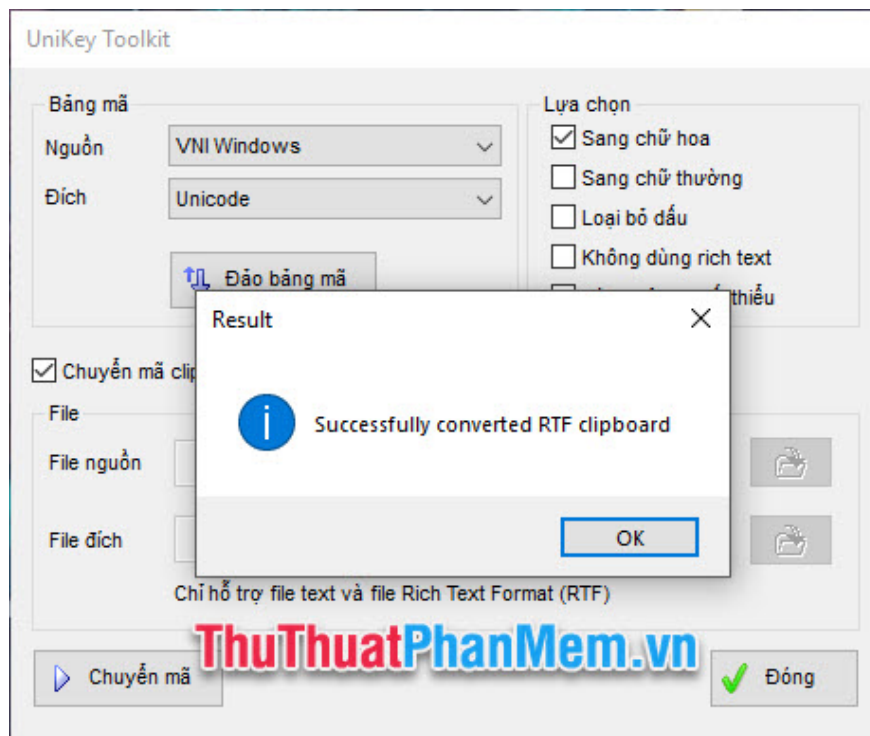 UniKey Toolkit
Bảng mã
Nguồn
VNI Windows
Đích
Unicode
Đảo bảng mã
Lựa chọn
Sang chữ hoa
Sang chữ thường
Loại bỏ dấu
Không dùng rich text
thiểu
Result
Successfully converted RTF clipboard
OK
Chuyển mã clip
File
File nguồn
File đích
Chỉ hỗ trợ file text và file Rich Text Format (RTF)
ThuThuatPhanMem.vn
Chuyển mã
Đóng